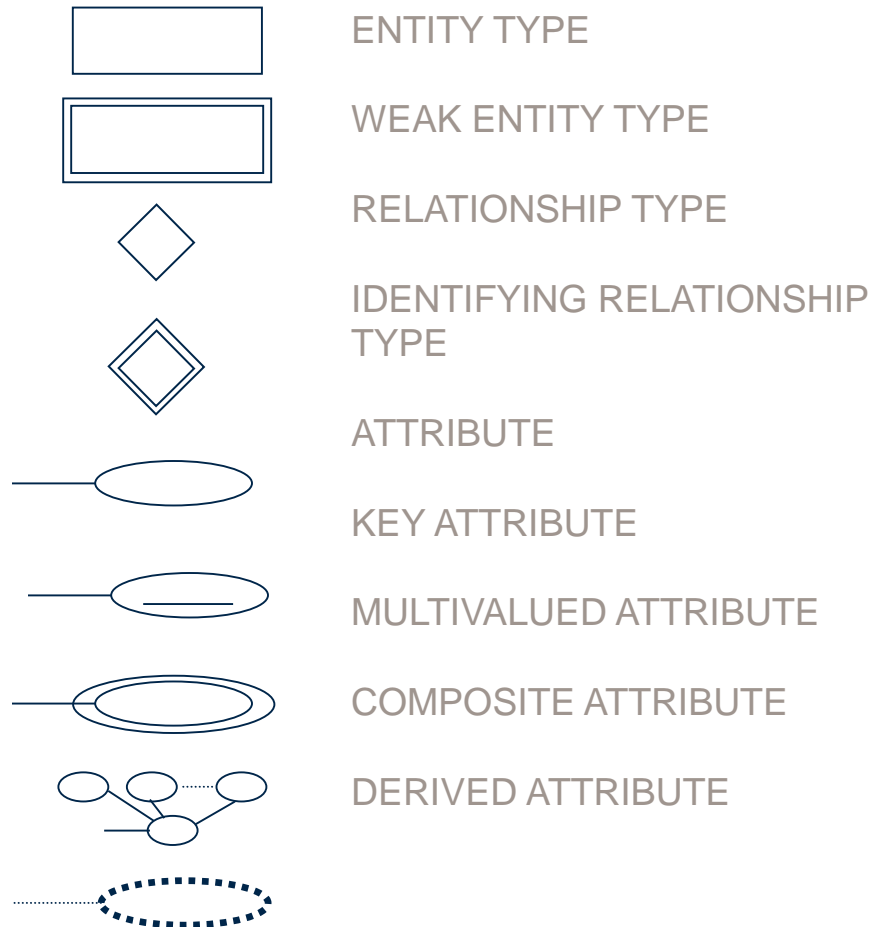 ENTITY TYPE
WEAK ENTITY TYPE
RELATIONSHIP TYPE
IDENTIFYING RELATIONSHIP
TYPE
ATTRIBUTE
KEY ATTRIBUTE
MULTIVALUED ATTRIBUTE
COMPOSITE ATTRIBUTE
DERIVED ATTRIBUTE